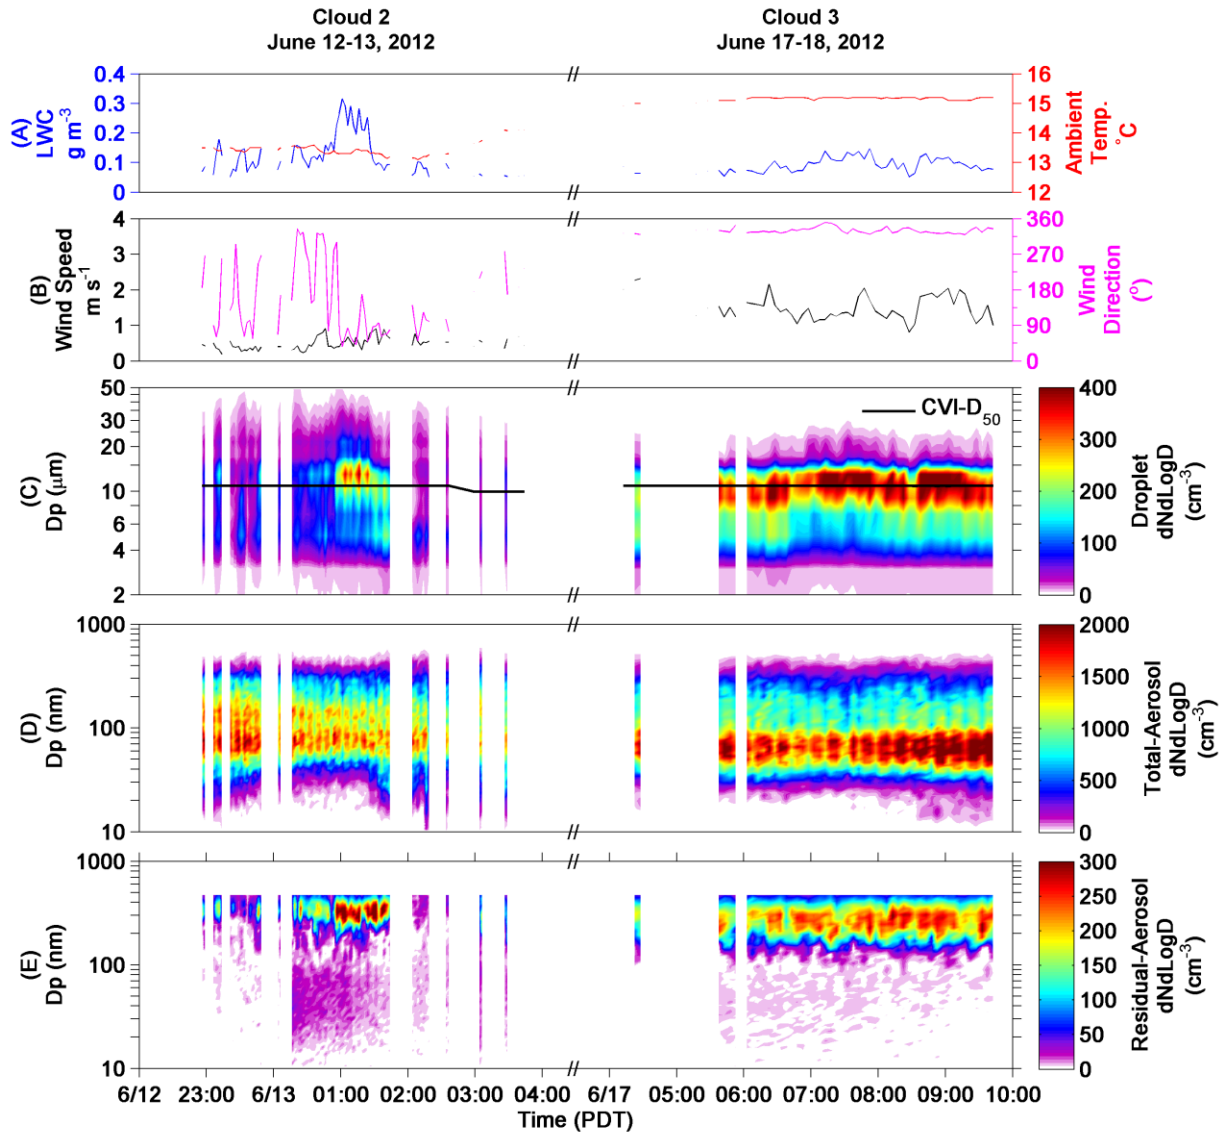 Cloud 2
June 12-13, 2012
Cloud 3
June 17-18, 2012
(A)
LWC
g m⁻³
0.4
0.3
0.2
0.1
0
//
//
16
15
14
13
12
Ambient
Temp.
°C
(B)
Wind Speed
m s⁻¹
4
3
2
1
0
//
//
360
270
180
90
0
Wind
Direction
(°)
(C)
Dp (μm)
50
30
20
10
6
4
2
//
//
CVI-D₅₀
400
300
200
100
0
Droplet
dNdLogD
(cm⁻³)
(D)
Dp (nm)
1000
100
10
//
//
2000
1500
1000
500
0
Total-Aerosol
dNdLogD
(cm⁻³)
(E)
Dp (nm)
1000
100
10
//
//
300
250
200
150
100
50
0
Residual-Aerosol
dNdLogD
(cm⁻³)
6/12 23:00 6/13 01:00 02:00 03:00 04:00 6/17 05:00 06:00 07:00 08:00 09:00 10:00
Time (PDT)